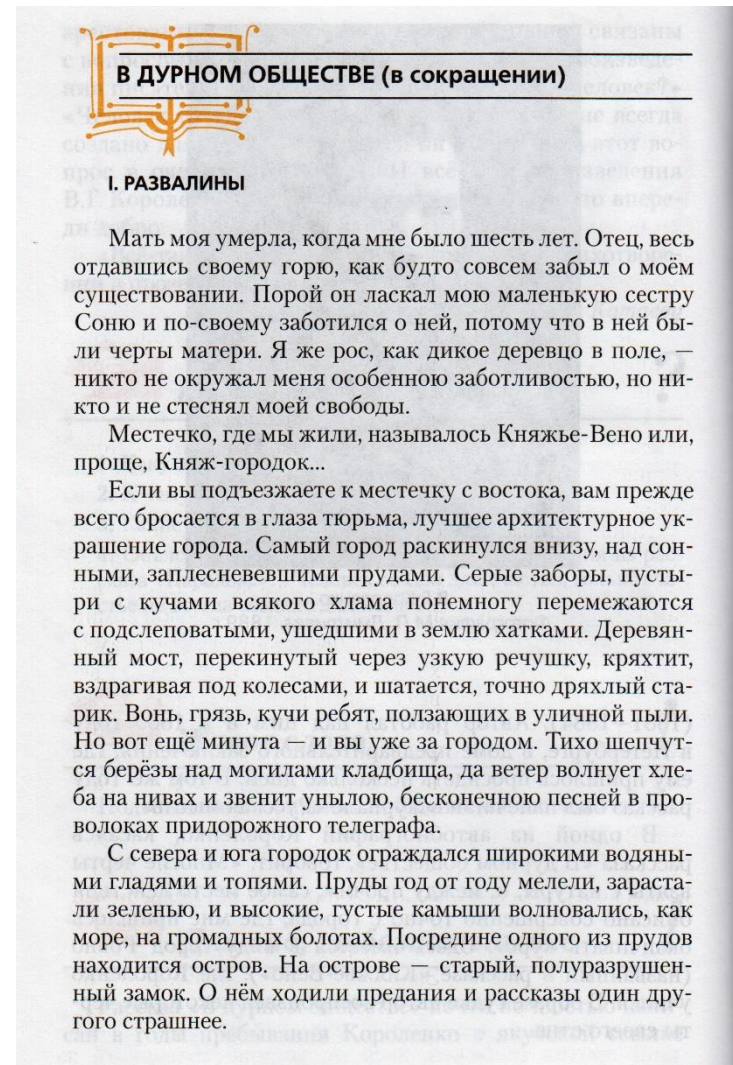 В ДУРНОМ ОБЩЕСТВЕ (в сокращении)
I. РАЗВАЛИНЫ
Мать моя умерла, когда мне было шесть лет. Отец, весь
отдавшись своему горю, как будто совсем забыл о моём
существовании. Порой он ласкал мою маленькую сестру
Соню и по-своему заботился о ней, потому что в ней бы-
ли черты матери. Я же рос, как дикое деревцо в поле, —
никто не окружал меня особенною заботливостью, но ни-
кто и не стеснял моей свободы.
Местечко, где мы жили, называлось Княжье-Вено или,
проще, Княж-городок...
Если вы подъезжаете к местечку с востока, вам прежде
всего бросается в глаза тюрьма, лучшее архитектурное ук-
рашение города. Самый город раскинулся внизу, над сон-
ными, заплесневевшими прудами. Серые заборы, пусты-
ри с кучами всякого хлама понемногу перемежаются
с подслеповатыми, ушедшими в землю хатками. Деревян-
ный мост, перекинутый через узкую речушку, кряхтит,
вздрагивая под колесами, и шатается, точно дряхлый ста-
рик. Вонь, грязь, кучи ребят, ползающих в уличной пыли.
Но вот ещё минута — и вы уже за городом. Тихо шепчут-
ся берёзы над могилами кладбища, да ветер волнует хле-
ба на нивах и звенит унылою, бесконечною песней в про-
волоках придорожного телеграфа.
С севера и юга городок ограждался широкими водяны-
ми гладями и топями. Пруды год от году мелели, зараста-
ли зеленью, и высокие, густые камыши волновались, как
море, на громадных болотах. Посредине одного из прудов
находится остров. На острове — старый, полуразрушен-
ный замок. О нём ходили предания и рассказы один дру-
гого страшнее.